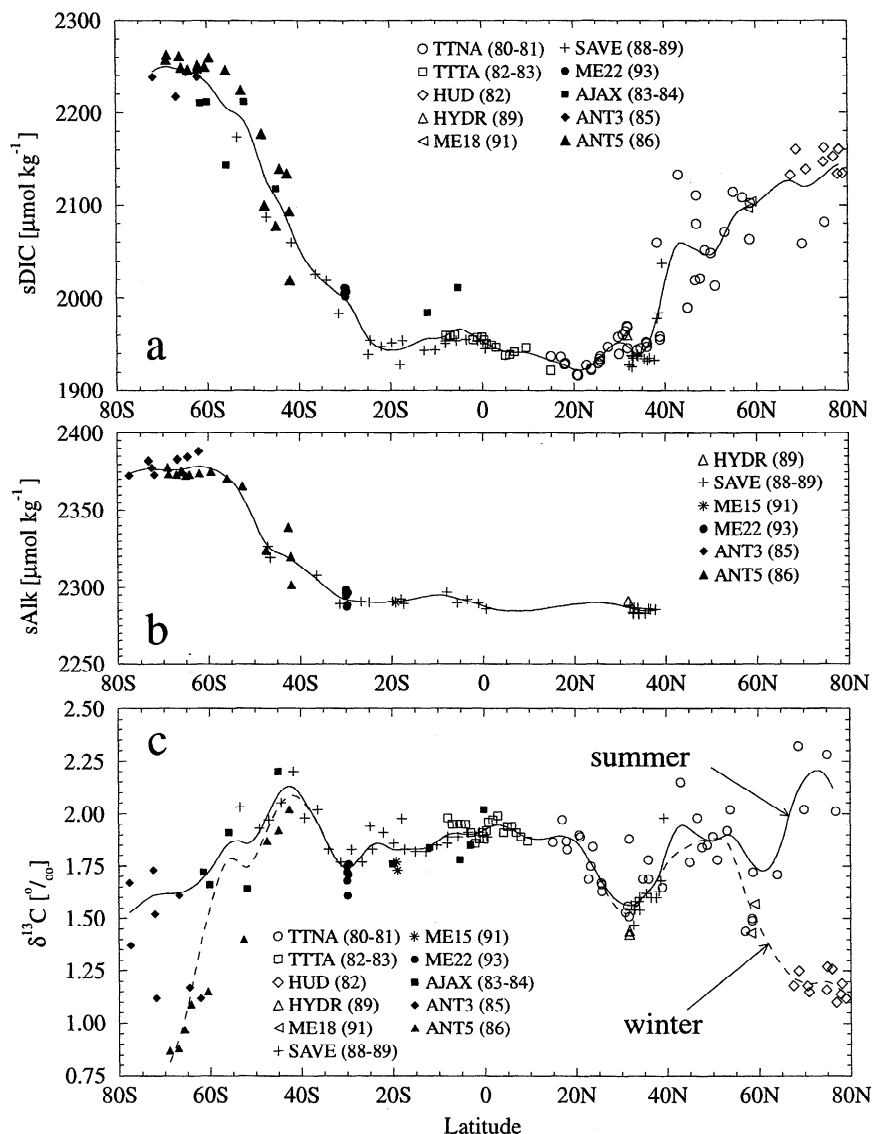 2300
2200
2100
2000
1900
sDIC [μmol kg⁻¹]
TTNA (80-81)
TTTA (82-83)
HUD (82)
HYDR (89)
ME18 (91)
SAVE (88-89)
ME22 (93)
AJAX (83-84)
ANT3 (85)
ANT5 (86)
a
80S 60S 40S 20S 0 20N 40N 60N 80N
2400
2350
2300
2250
sAlk [μmol kg⁻¹]
HYDR (89)
SAVE (88-89)
ME15 (91)
ME22 (93)
ANT3 (85)
ANT5 (86)
b
80S 60S 40S 20S 0 20N 40N 60N 80N
2.50
2.25
2.00
1.75
1.50
1.25
1.00
0.75
δ¹³C [°/oo]
c
summer
winter
TTNA (80-81)
TTTA (82-83)
HUD (82)
HYDR (89)
ME18 (91)
SAVE (88-89)
ME15 (91)
ME22 (93)
AJAX (83-84)
ANT3 (85)
ANT5 (86)
80S 60S 40S 20S 0 20N 40N 60N 80N
Latitude